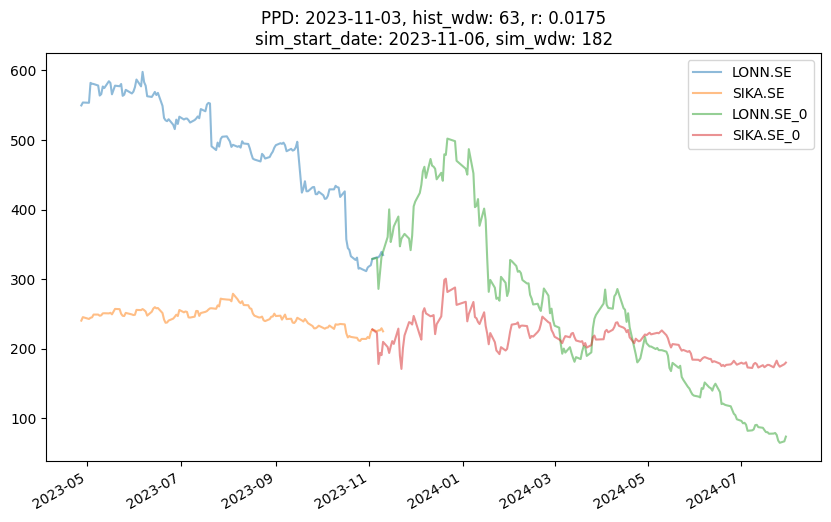 PPD: 2023-11-03, hist_wdw: 63, r: 0.0175
sim_start_date: 2023-11-06, sim_wdw: 182
LONN.SE
SIKA.SE
LONN.SE_0
SIKA.SE_0
600
500
400
300
200
100
2023-05
2023-07
2023-09
2023-11
2024-01
2024-03
2024-05
2024-07